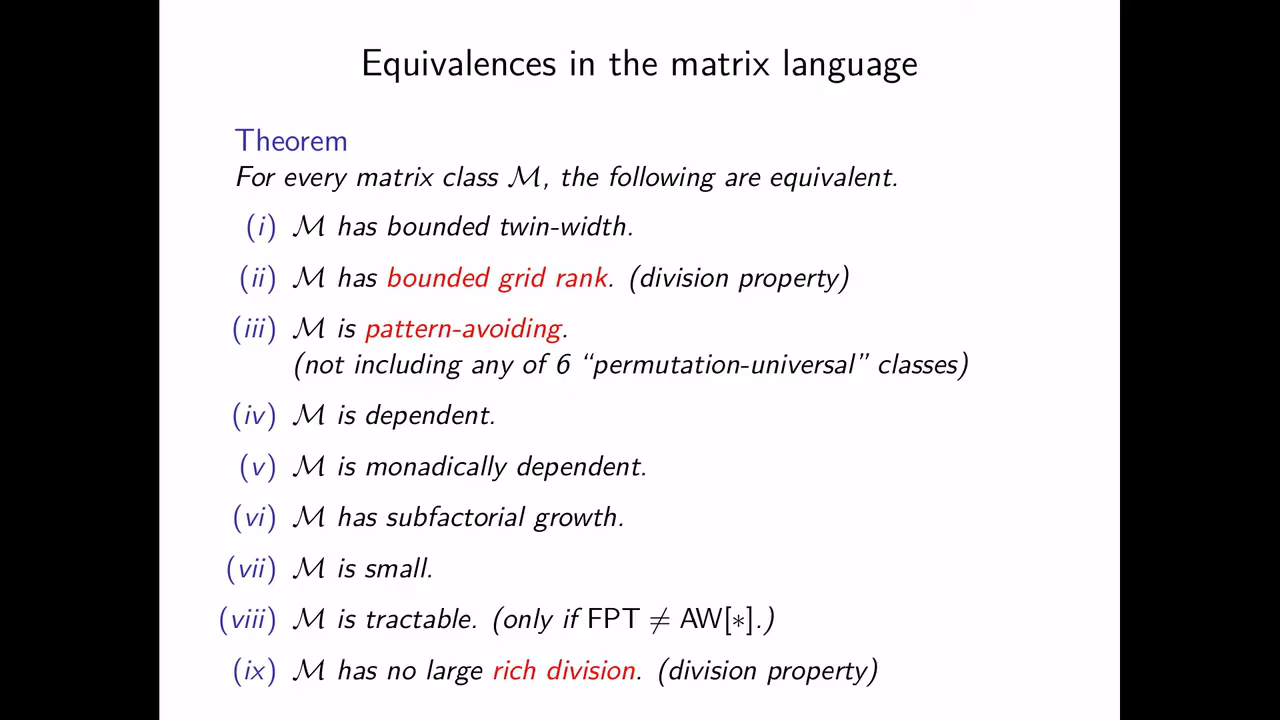 Equivalences in the matrix language
Theorem
For every matrix class ℳ, the following are equivalent.
(i) ℳ has bounded twin-width.
(ii) ℳ has bounded grid rank. (division property)
(iii) ℳ is pattern-avoiding.
(not including any of 6 “permutation-universal” classes)
(iv) ℳ is dependent.
(v) ℳ is monadically dependent.
(vi) ℳ has subfactorial growth.
(vii) ℳ is small.
(viii) ℳ is tractable. (only if FPT ≠ AW[∗].)
(ix) ℳ has no large rich division. (division property)